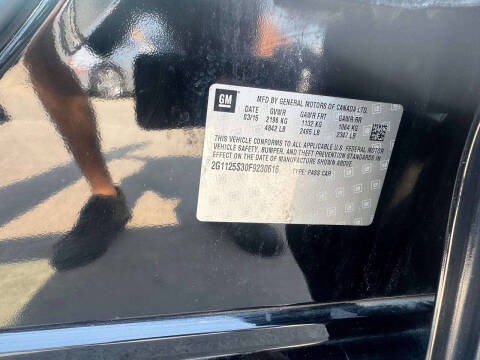 GM
MFD BY GENERAL MOTORS OF CANADA LTD.
DATE GVWR GAWR FRT GAWR RR
03/15 2196 KG 1132 KG 1064 KG
4842 LB 2495 LB 2347 LB
THIS VEHICLE CONFORMS TO ALL APPLICABLE U.S. FEDERAL MOTOR
VEHICLE SAFETY, BUMPER, AND THEFT PREVENTION STANDARDS
IN EFFECT ON THE DATE OF MANUFACTURE SHOWN ABOVE.
2G1125S30F9230516 TYPE: PASS CAR